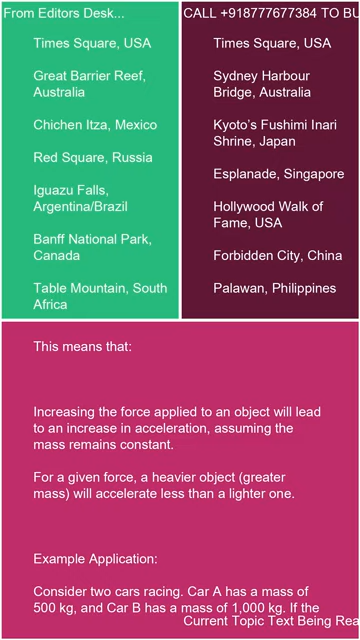 From Editors Desk...
Times Square, USA
Great Barrier Reef,
Australia
Chichen Itza, Mexico
Red Square, Russia
Iguazu Falls,
Argentina/Brazil
Banff National Park,
Canada
Table Mountain, South
Africa
CALL +918777677384 TO BU
Times Square, USA
Sydney Harbour
Bridge, Australia
Kyoto's Fushimi Inari
Shrine, Japan
Esplanade, Singapore
Hollywood Walk of
Fame, USA
Forbidden City, China
Palawan, Philippines
This means that:
Increasing the force applied to an object will lead
to an increase in acceleration, assuming the
mass remains constant.
For a given force, a heavier object (greater
mass) will accelerate less than a lighter one.
Example Application:
Consider two cars racing. Car A has a mass of
500 kg, and Car B has a mass of 1,000 kg. If the
Current Topic Text Being Rea